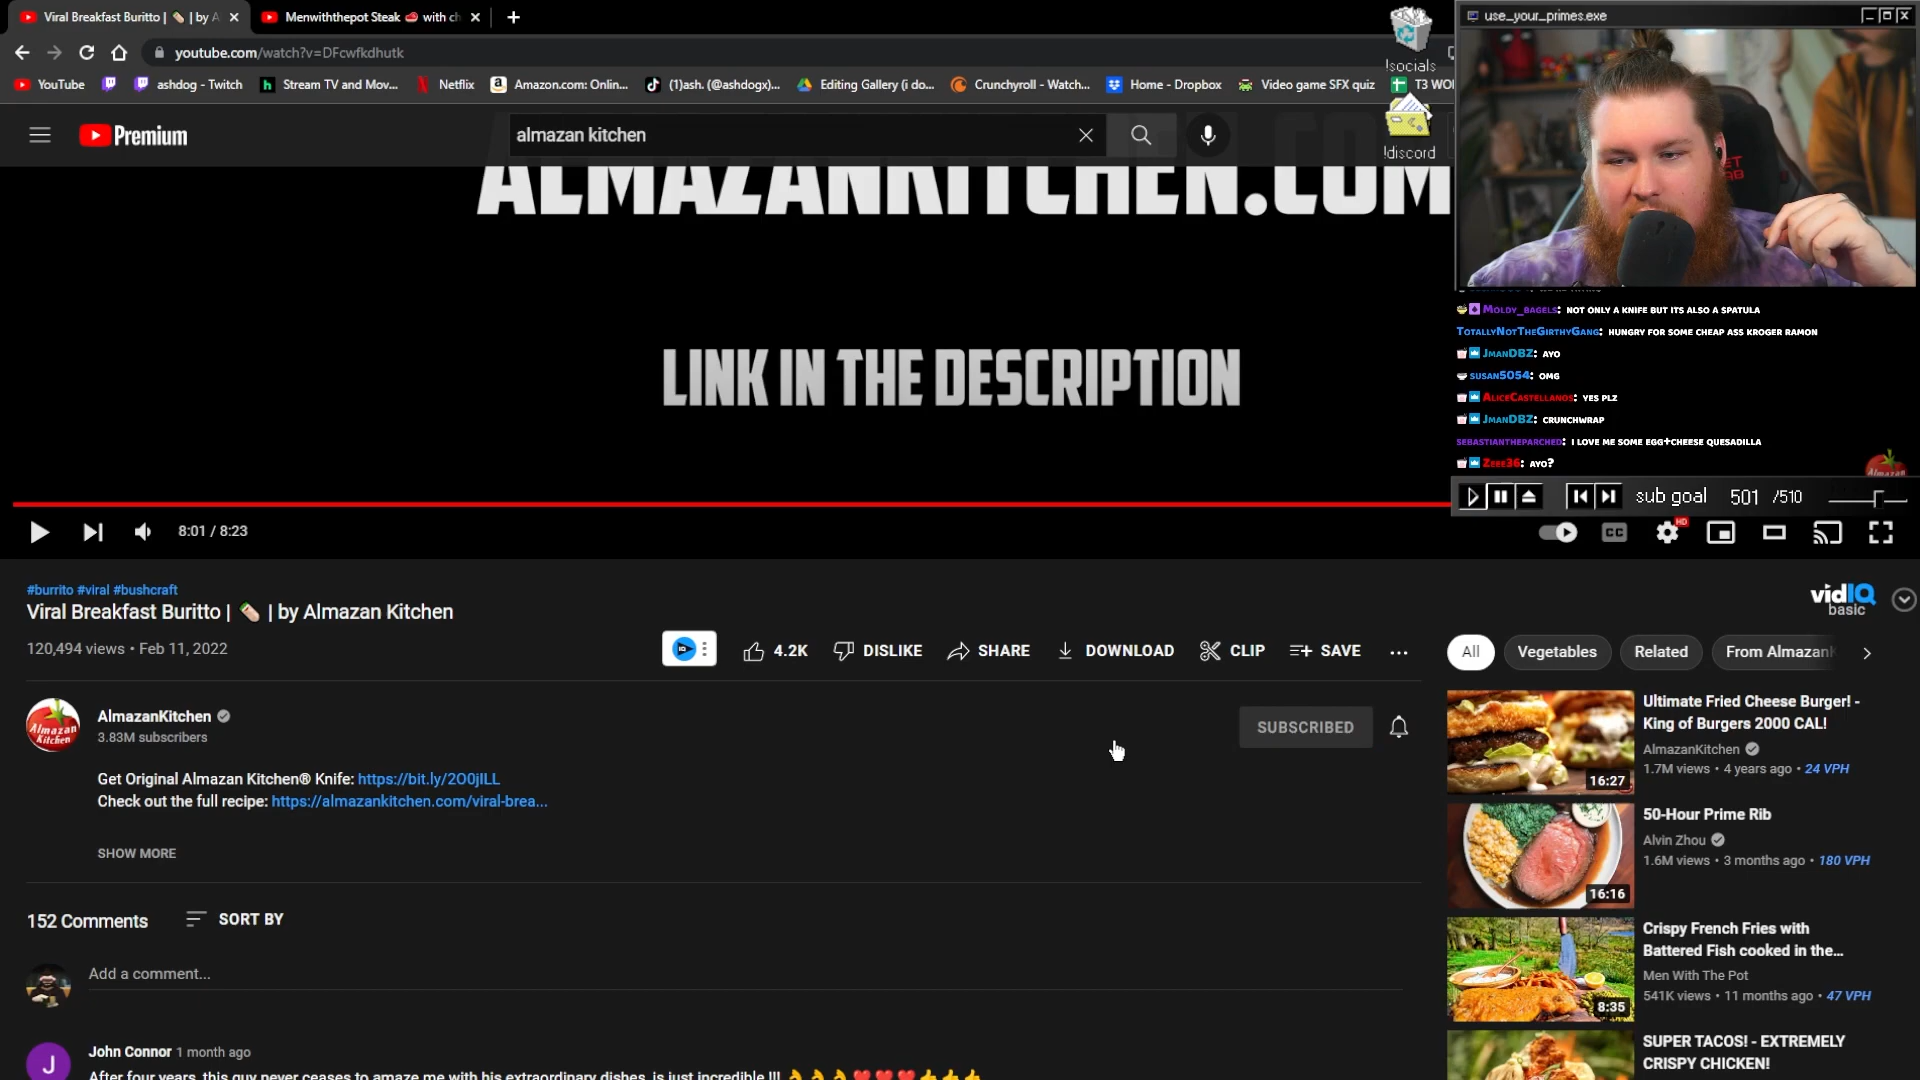 Viral Breakfast Buritto | 🌯 | by A
Menwiththepot Steak 🥩 with ch
youtube.com/watch?v=DFcwfkdhutk
YouTube
ashdog - Twitch
Stream TV and Mov...
Netflix
Amazon.com: Onlin...
(1)ash. (@ashdogx)...
Editing Gallery (i do...
Crunchyroll - Watch...
Home - Dropbox
Video game SFX quiz
T3 WO
!socials
!discord
use_your_primes.exe
Premium
almazan kitchen
ALMAZANKITCHEN.COM
LINK IN THE DESCRIPTION
Moldy_bagels: NOT ONLY A KNIFE BUT ITS ALSO A SPATULA
TotallyNotTheGirthyGang: HUNGRY FOR SOME CHEAP ASS KROGER RAMON
JmanDBZ: AYO
susan5054: OMG
AliceCastellanos: YES PLZ
JmanDBZ: CRUNCHWRAP
sebastiantheparched: I LOVE ME SOME EGG+CHEESE QUESADILLA
Zebe36: AYO?
sub goal 501 /510
8:01 / 8:23
CC
HD
#burrito #viral #bushcraft
Viral Breakfast Buritto | 🌯 | by Almazan Kitchen
120,494 views • Feb 11, 2022
4.2K
DISLIKE
SHARE
DOWNLOAD
CLIP
SAVE
vidIQ
basic
All
Vegetables
Related
From AlmazanK
Almazan
Kitchen
AlmazanKitchen
3.83M subscribers
SUBSCRIBED
Get Original Almazan Kitchen® Knife: https://bit.ly/2O0jILL
Check out the full recipe: https://almazankitchen.com/viral-brea...
SHOW MORE
152 Comments
SORT BY
Add a comment...
J
John Connor 1 month ago
After four years, this guy never ceases to amaze me with his extraordinary dishes, is just incredible !!! 👌👌👌❤️❤️❤️👍👍👍
16:27
Ultimate Fried Cheese Burger! -
King of Burgers 2000 CAL!
AlmazanKitchen
1.7M views • 4 years ago • 24 VPH
16:16
50-Hour Prime Rib
Alvin Zhou
1.6M views • 3 months ago • 180 VPH
8:35
Crispy French Fries with
Battered Fish cooked in the...
Men With The Pot
541K views • 11 months ago • 47 VPH
SUPER TACOS! - EXTREMELY
CRISPY CHICKEN!